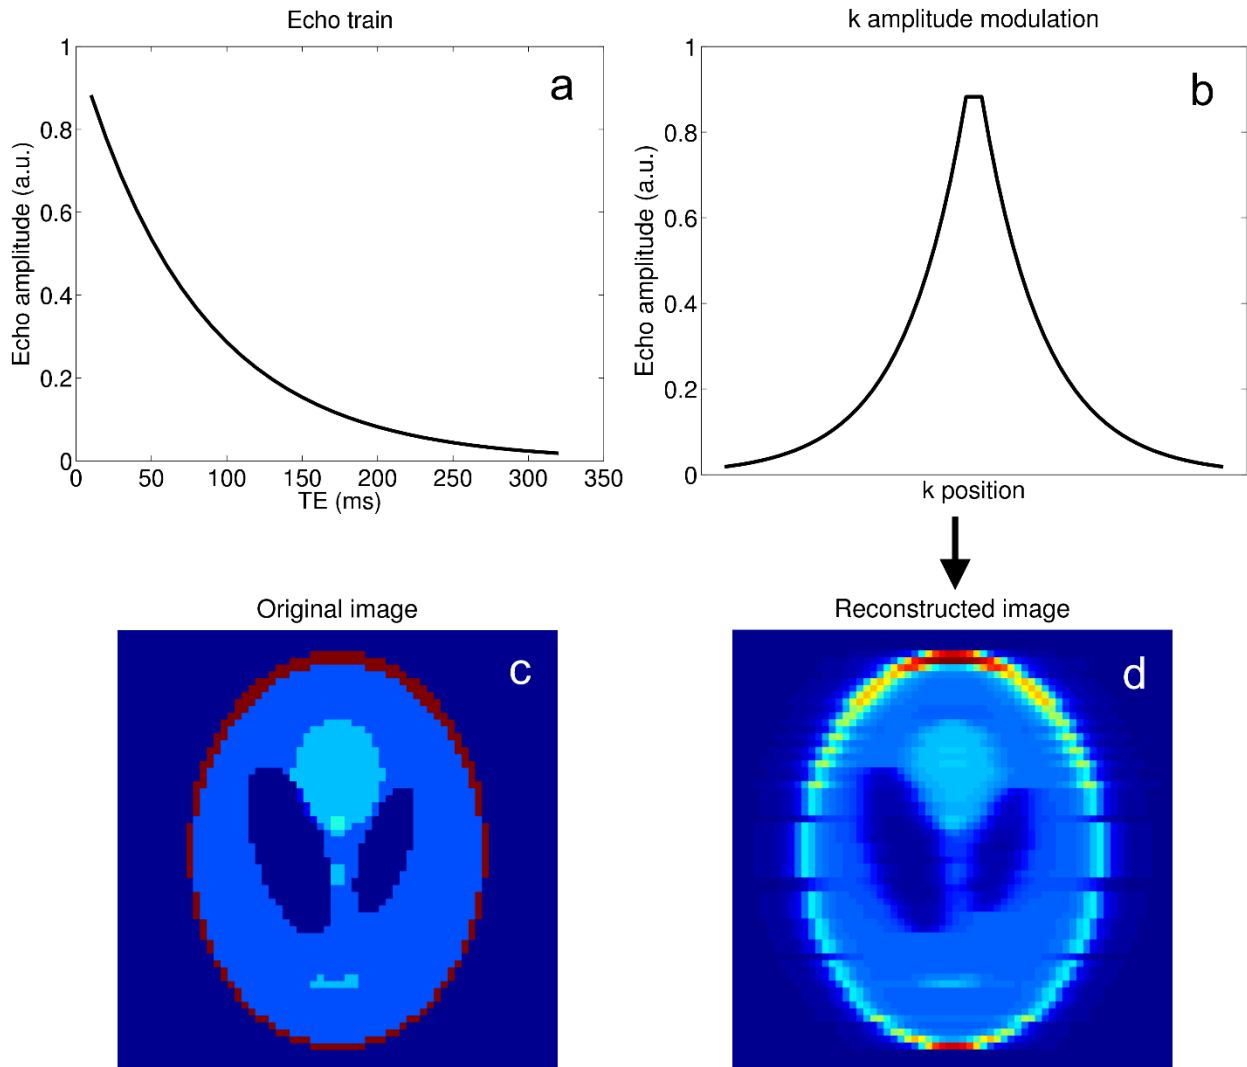 Echo train
1
0.8
0.6
0.4
0.2
0
Echo amplitude (a.u.)
a
0 50 100 150 200 250 300 350
TE (ms)
k amplitude modulation
1
0.8
0.6
0.4
0.2
0
Echo amplitude (a.u.)
b
k position
Original image
c
Reconstructed image
d